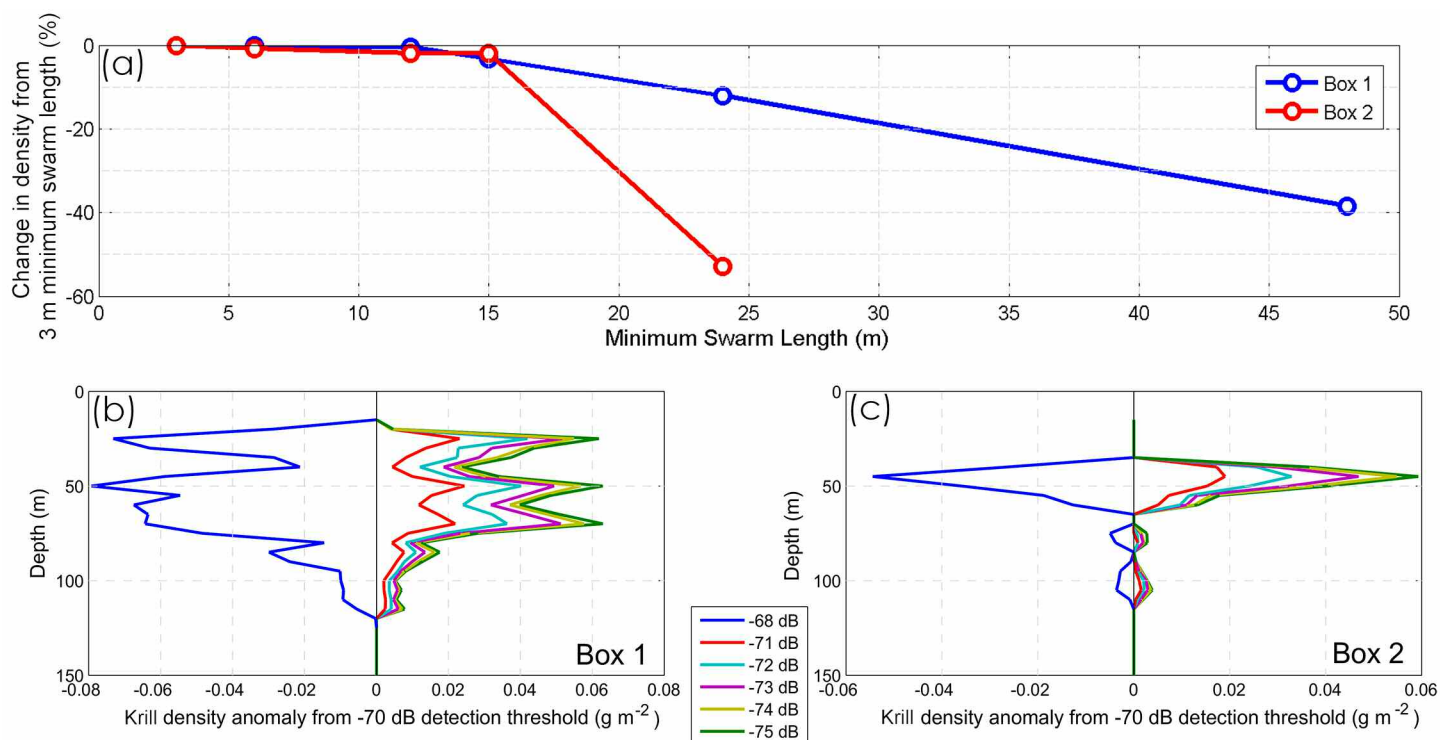 Change in density from
3 m minimum swarm length (%)
0
-20
-40
-60
(a)
Box 1
Box 2
0 5 10 15 20 25 30 35 40 45 50
Minimum Swarm Length (m)
(b)
Depth (m)
0
50
100
150
Box 1
-0.08 -0.06 -0.04 -0.02 0 0.02 0.04 0.06 0.08
Krill density anomaly from -70 dB detection threshold (g m-2)
-68 dB
-71 dB
-72 dB
-73 dB
-74 dB
-75 dB
(c)
Depth (m)
0
50
100
150
Box 2
-0.06 -0.04 -0.02 0 0.02 0.04 0.06
Krill density anomaly from -70 dB detection threshold (g m-2)